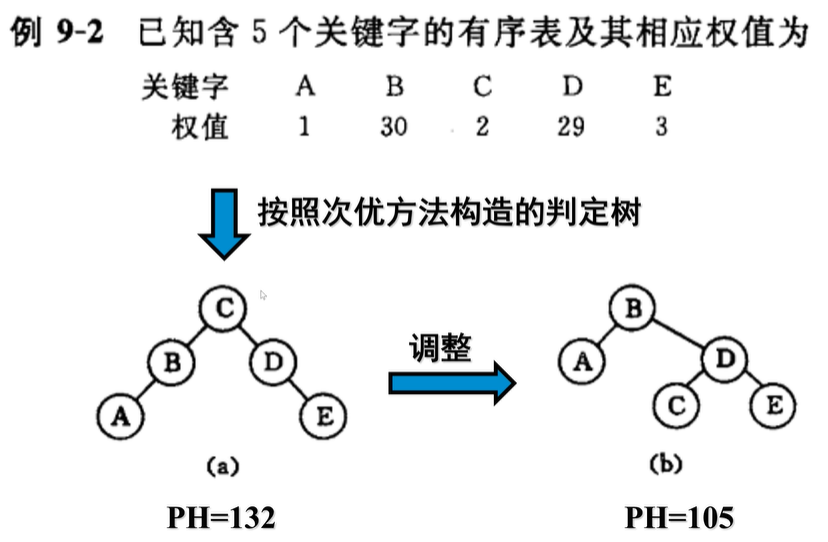 例 9-2 已知含 5 个关键字的有序表及其相应权值为
关键字 A B C D E
权值 1 30 2 29 3
按照次优方法构造的判定树
C
B D
A E
(a)
PH=132
调整
B
A D
C E
(b)
PH=105